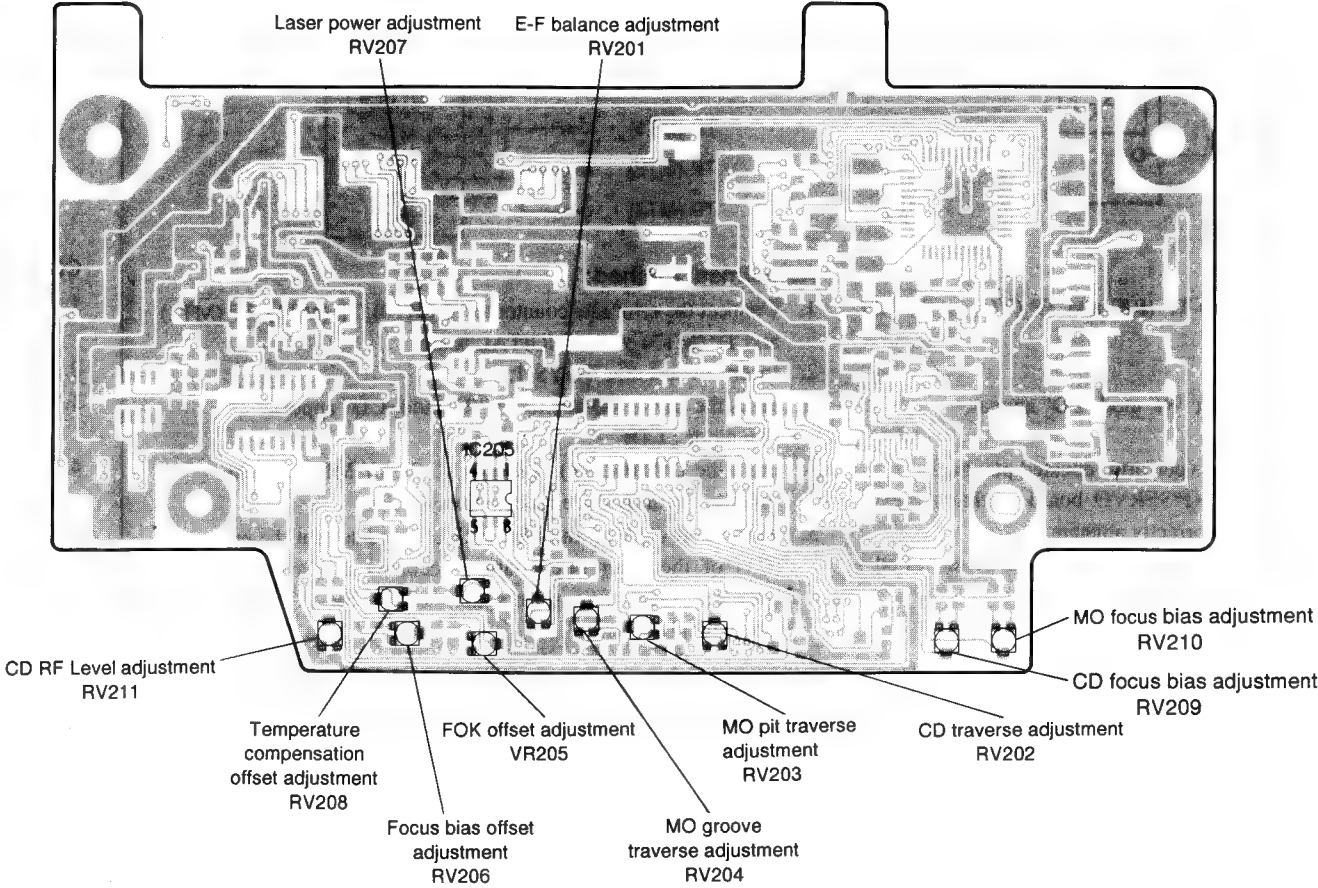 Laser power adjustment
RV207
E-F balance adjustment
RV201
IC205
4 1
5 8
CD RF Level adjustment
RV211
MO focus bias adjustment
RV210
CD focus bias adjustment
RV209
Temperature
compensation
offset adjustment
RV208
FOK offset adjustment
VR205
MO pit traverse
adjustment
RV203
CD traverse adjustment
RV202
Focus bias offset
adjustment
RV206
MO groove
traverse adjustment
RV204